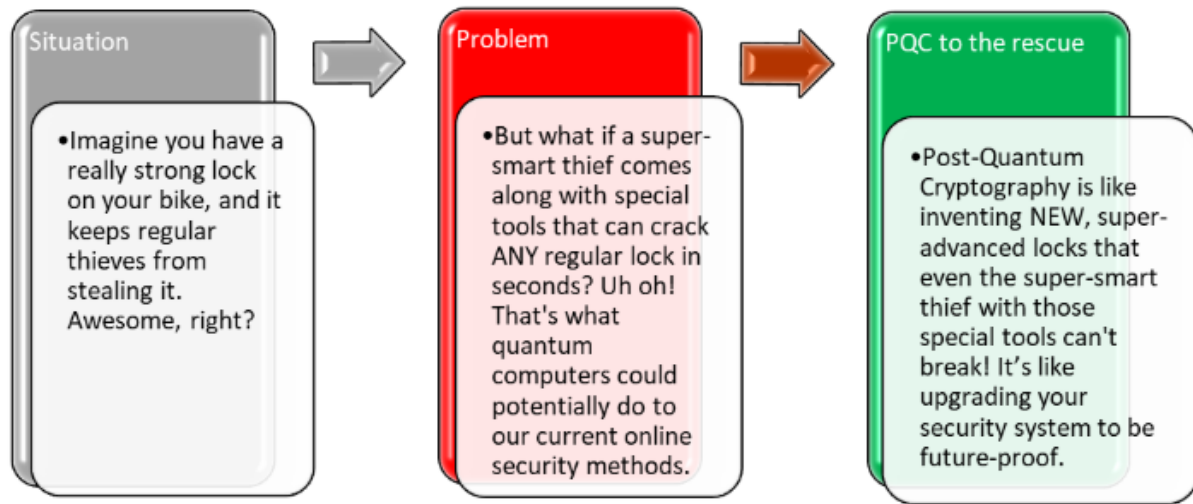 Situation
•Imagine you have a
really strong lock
on your bike, and it
keeps regular
thieves from
stealing it.
Awesome, right?
Problem
•But what if a super-
smart thief comes
along with special
tools that can crack
ANY regular lock in
seconds? Uh oh!
That's what
quantum
computers could
potentially do to
our current online
security methods.
PQC to the rescue
•Post-Quantum
Cryptography is like
inventing NEW, super-
advanced locks that
even the super-smart
thief with those
special tools can't
break! It’s like
upgrading your
security system to be
future-proof.